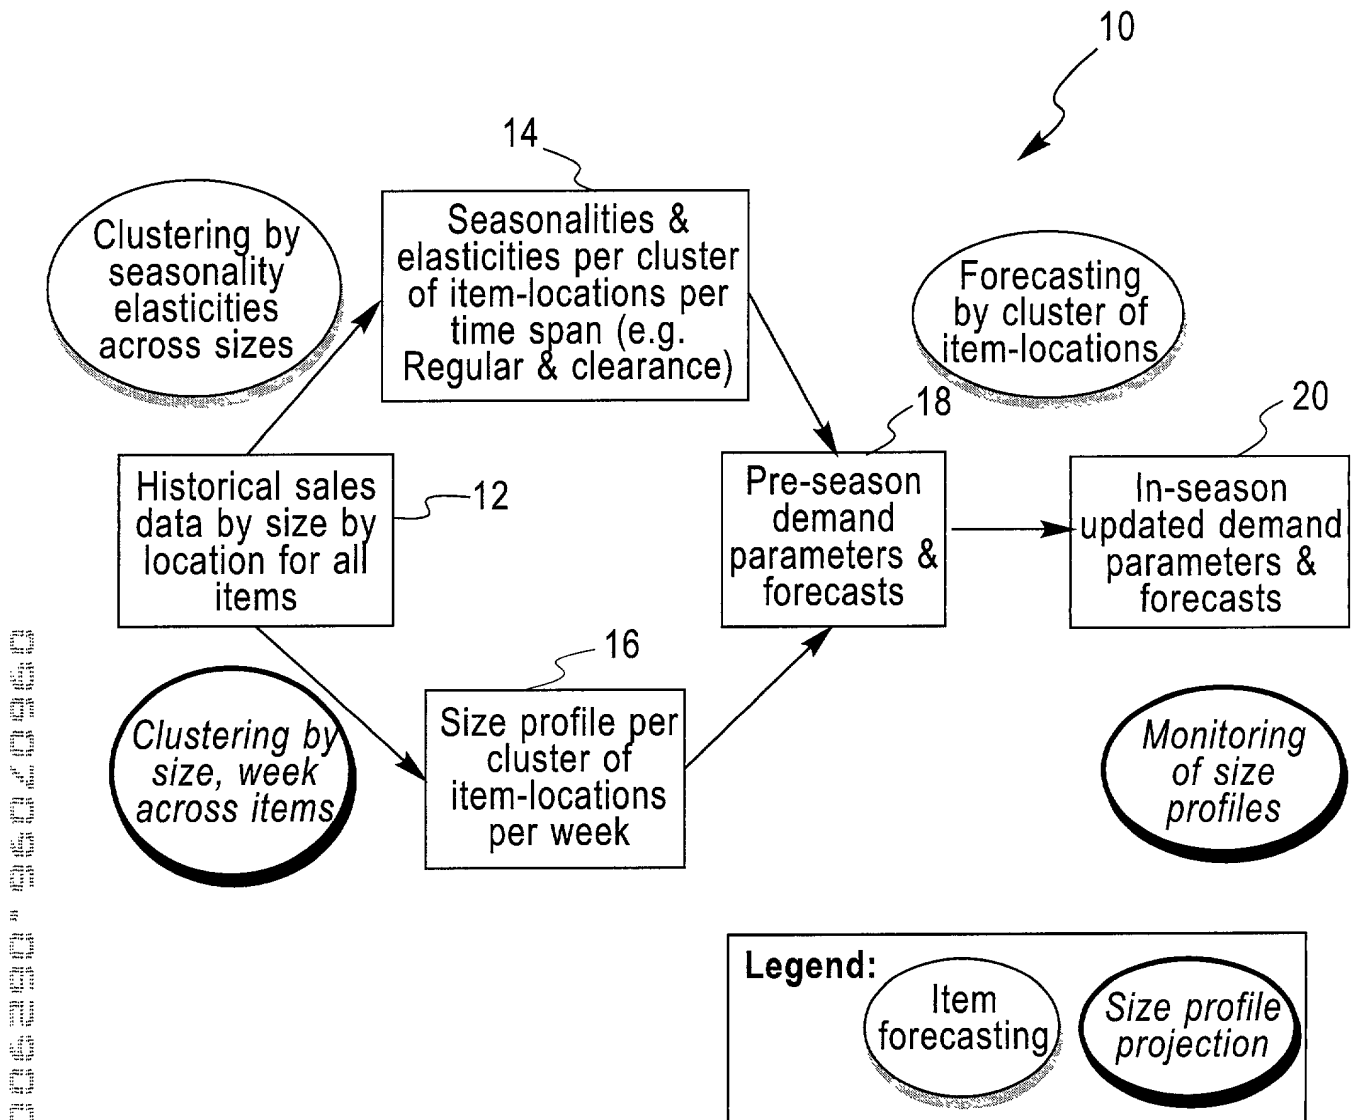 10
14
Clustering by
seasonality
elasticities
across sizes
Seasonalities &
elasticities per cluster
of item-locations per
time span (e.g.
Regular & clearance)
Forecasting
by cluster of
item-locations
18
20
Historical sales
data by size by
location for all
items
12
Pre-season
demand
parameters &
forecasts
In-season
updated demand
parameters &
forecasts
16
Clustering by
size, week
across items
Size profile per
cluster of
item-locations
per week
Monitoring
of size
profiles
Legend:
Item
forecasting
Size profile
projection